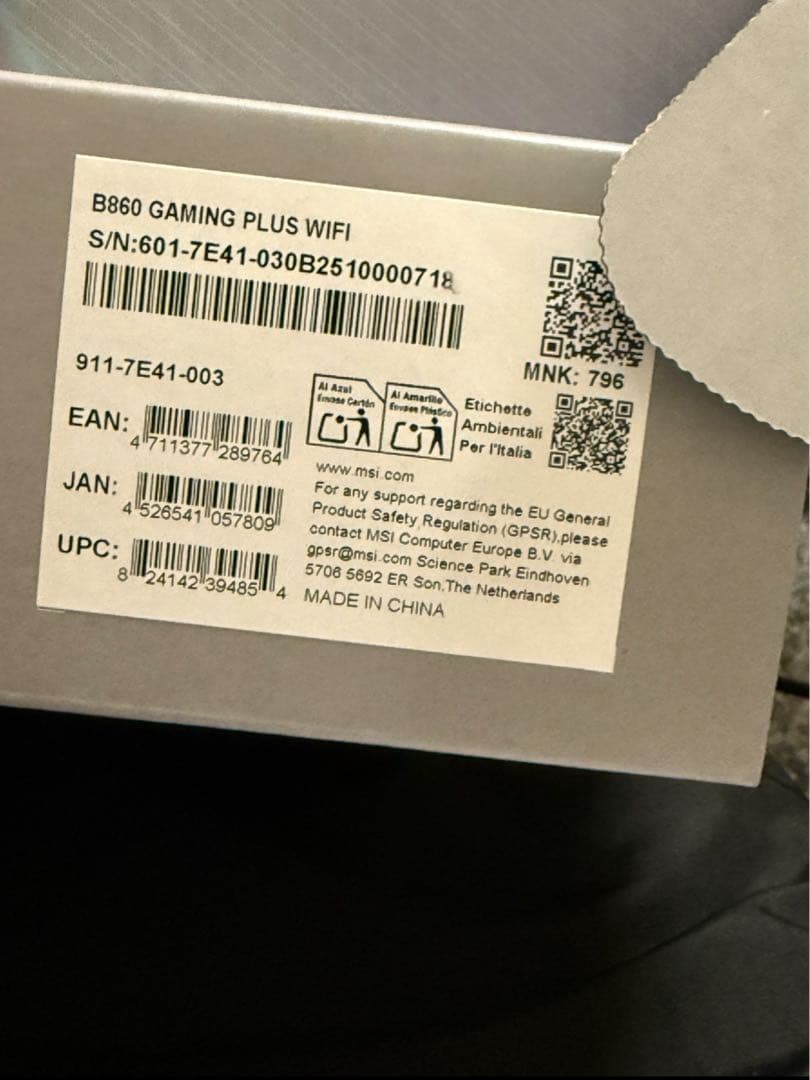 B860 GAMING PLUS WIFI
S/N:601-7E41-030B2510000718
MNK: 796
911-7E41-003
Al Azul
Envase Cartón
Al Amarillo
Envase Plástico
Etichette
Ambientali
Per l'Italia
EAN:
4 711377 289764
JAN:
4 526541 057809
UPC:
8 24142 39485 4
www.msi.com
For any support regarding the EU General
Product Safety Regulation (GPSR),please
contact MSI Computer Europe B.V. via
gpsr@msi.com Science Park Eindhoven
5706 5692 ER Son,The Netherlands
MADE IN CHINA